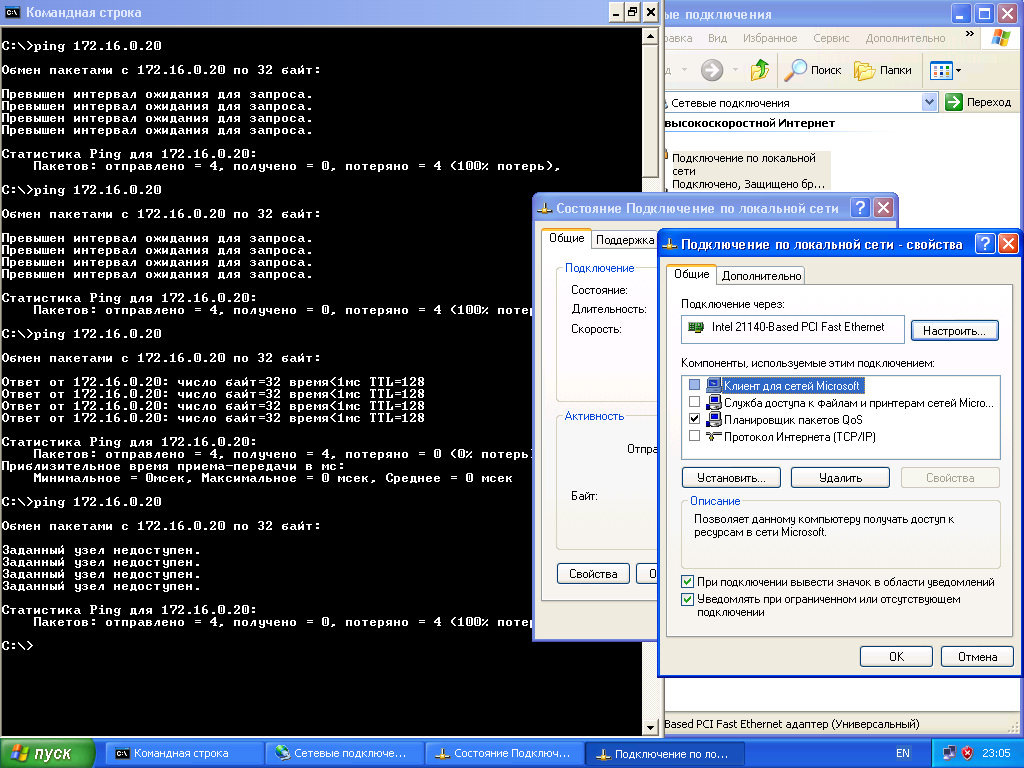 Командная строка
C:\>ping 172.16.0.20
Обмен пакетами с 172.16.0.20 по 32 байт:
Превышен интервал ожидания для запроса.
Превышен интервал ожидания для запроса.
Превышен интервал ожидания для запроса.
Превышен интервал ожидания для запроса.
Статистика Ping для 172.16.0.20:
Пакетов: отправлено = 4, получено = 0, потеряно = 4 (100% потерь),
C:\>ping 172.16.0.20
Обмен пакетами с 172.16.0.20 по 32 байт:
Превышен интервал ожидания для запроса.
Превышен интервал ожидания для запроса.
Превышен интервал ожидания для запроса.
Превышен интервал ожидания для запроса.
Статистика Ping для 172.16.0.20:
Пакетов: отправлено = 4, получено = 0, потеряно = 4 (100% потер
C:\>ping 172.16.0.20
Обмен пакетами с 172.16.0.20 по 32 байт:
Ответ от 172.16.0.20: число байт=32 время<1мс TTL=128
Ответ от 172.16.0.20: число байт=32 время<1мс TTL=128
Ответ от 172.16.0.20: число байт=32 время<1мс TTL=128
Ответ от 172.16.0.20: число байт=32 время<1мс TTL=128
Статистика Ping для 172.16.0.20:
Пакетов: отправлено = 4, получено = 4, потеряно = 0 (0% потерь
Приблизительное время приема-передачи в мс:
Минимальное = 0мсек, Максимальное = 0 мсек, Среднее = 0 мсек
C:\>ping 172.16.0.20
Обмен пакетами с 172.16.0.20 по 32 байт:
Заданный узел недоступен.
Заданный узел недоступен.
Заданный узел недоступен.
Заданный узел недоступен.
Статистика Ping для 172.16.0.20:
Пакетов: отправлено = 4, получено = 0, потеряно = 4 (100% потер
C:\>
ые подключения
равка Вид Избранное Сервис Дополнительно »
Поиск Папки
Сетевые подключения Переход
высокоскоростной Интернет
Подключение по локальной
сети
Подключено, Защищено бр...
Состояние Подключение по локальной сети
Общие Поддержка
Подключение
Состояние:
Длительность:
Скорость:
Активность
Отпра
Байт:
Свойства О
Подключение по локальной сети - свойства
Общие Дополнительно
Подключение через:
Intel 21140-Based PCI Fast Ethernet Настроить...
Компоненты, используемые этим подключением:
Клиент для сетей Microsoft
Служба доступа к файлам и принтерам сетей Micro...
Планировщик пакетов QoS
Протокол Интернета (TCP/IP)
Установить... Удалить Свойства
Описание
Позволяет данному компьютеру получать доступ к
ресурсам в сети Microsoft.
При подключении вывести значок в области уведомлений
Уведомлять при ограниченном или отсутствующем
подключении
ОК Отмена
Based PCI Fast Ethernet адаптер (Универсальный)
пуск Командная строка Сетевые подключе... Состояние Подключ... Подключение по ло... EN 23:05